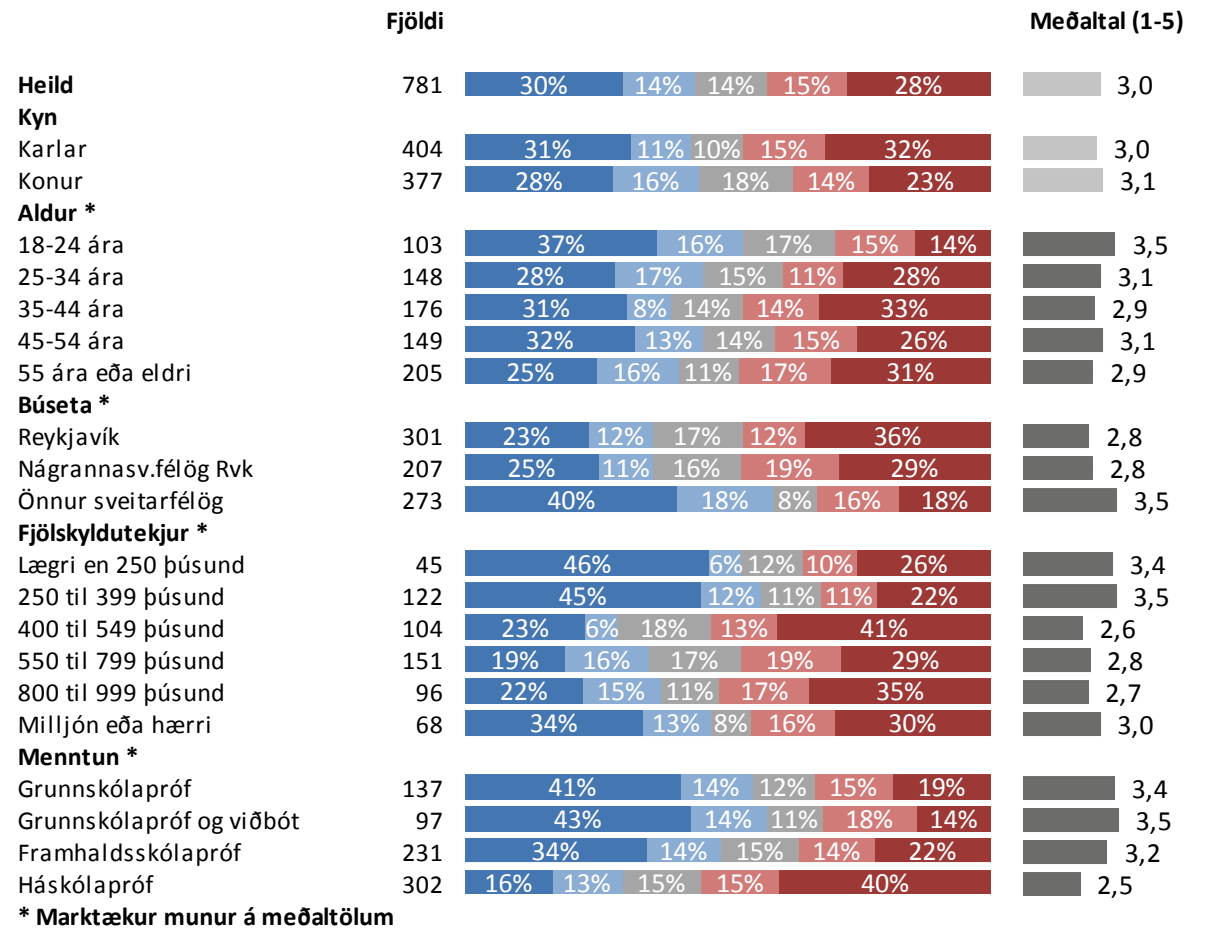 Fjöldi Meðaltal (1-5)
Heild 781 30% 14% 14% 15% 28% 3,0
Kyn
Karlar 404 31% 11% 10% 15% 32% 3,0
Konur 377 28% 16% 18% 14% 23% 3,1
Aldur *
18-24 ára 103 37% 16% 17% 15% 14% 3,5
25-34 ára 148 28% 17% 15% 11% 28% 3,1
35-44 ára 176 31% 8% 14% 14% 33% 2,9
45-54 ára 149 32% 13% 14% 15% 26% 3,1
55 ára eða eldri 205 25% 16% 11% 17% 31% 2,9
Búseta *
Reykjavík 301 23% 12% 17% 12% 36% 2,8
Nágrannasv.félög Rvk 207 25% 11% 16% 19% 29% 2,8
Önnur sveitarfélög 273 40% 18% 8% 16% 18% 3,5
Fjölskyldutekjur *
Lægri en 250 þúsund 45 46% 6% 12% 10% 26% 3,4
250 til 399 þúsund 122 45% 12% 11% 11% 22% 3,5
400 til 549 þúsund 104 23% 6% 18% 13% 41% 2,6
550 til 799 þúsund 151 19% 16% 17% 19% 29% 2,8
800 til 999 þúsund 96 22% 15% 11% 17% 35% 2,7
Milljón eða hærri 68 34% 13% 8% 16% 30% 3,0
Menntun *
Grunnskólapróf 137 41% 14% 12% 15% 19% 3,4
Grunnskólapróf og viðbót 97 43% 14% 11% 18% 14% 3,5
Framhaldsskólapróf 231 34% 14% 15% 14% 22% 3,2
Háskólapróf 302 16% 13% 15% 15% 40% 2,5
* Marktækur munur á meðaltölum